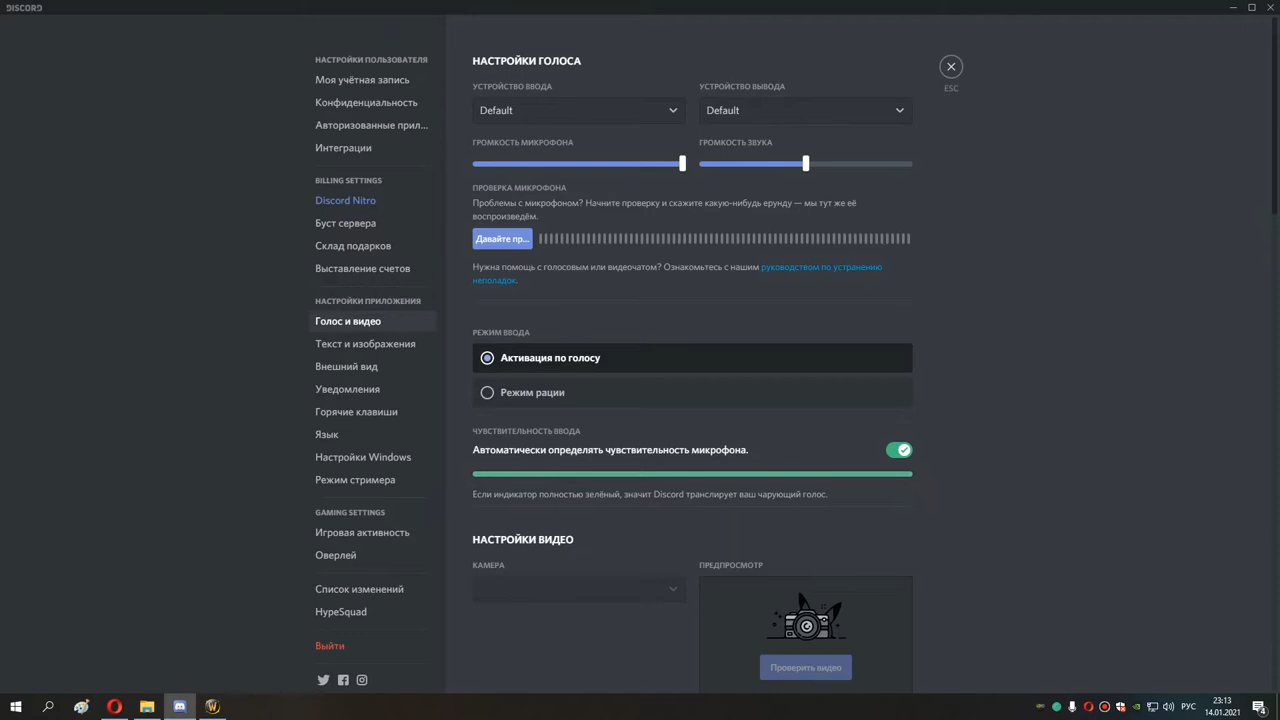 DISCORD
НАСТРОЙКИ ПОЛЬЗОВАТЕЛЯ
Моя учётная запись
Конфиденциальность
Авторизованные прил...
Интеграции
BILLING SETTINGS
Discord Nitro
Буст сервера
Склад подарков
Выставление счетов
НАСТРОЙКИ ПРИЛОЖЕНИЯ
Голос и видео
Текст и изображения
Внешний вид
Уведомления
Горячие клавиши
Язык
Настройки Windows
Режим стримера
GAMING SETTINGS
Игровая активность
Оверлей
Список изменений
HypeSquad
Выйти
НАСТРОЙКИ ГОЛОСА
ESC
УСТРОЙСТВО ВВОДА
УСТРОЙСТВО ВЫВОДА
Default
Default
ГРОМКОСТЬ МИКРОФОНА
ГРОМКОСТЬ ЗВУКА
ПРОВЕРКА МИКРОФОНА
Проблемы с микрофоном? Начните проверку и скажите какую-нибудь ерунду — мы тут же её
воспроизведём.
Давайте пр...
Нужна помощь с голосовым или видеочатом? Ознакомьтесь с нашим руководством по устранению
неполадок.
РЕЖИМ ВВОДА
Активация по голосу
Режим рации
ЧУВСТВИТЕЛЬНОСТЬ ВВОДА
Автоматически определять чувствительность микрофона.
Если индикатор полностью зелёный, значит Discord транслирует ваш чарующий голос.
НАСТРОЙКИ ВИДЕО
КАМЕРА
ПРЕДПРОСМОТР
Проверить видео
РУС
23:13
14.01.2021